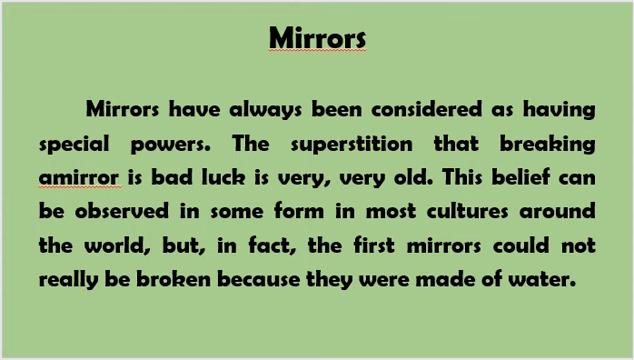 Mirrors
Mirrors have always been considered as having
special powers. The superstition that breaking
amirror is bad luck is very, very old. This belief can
be observed in some form in most cultures around
the world, but, in fact, the first mirrors could not
really be broken because they were made of water.